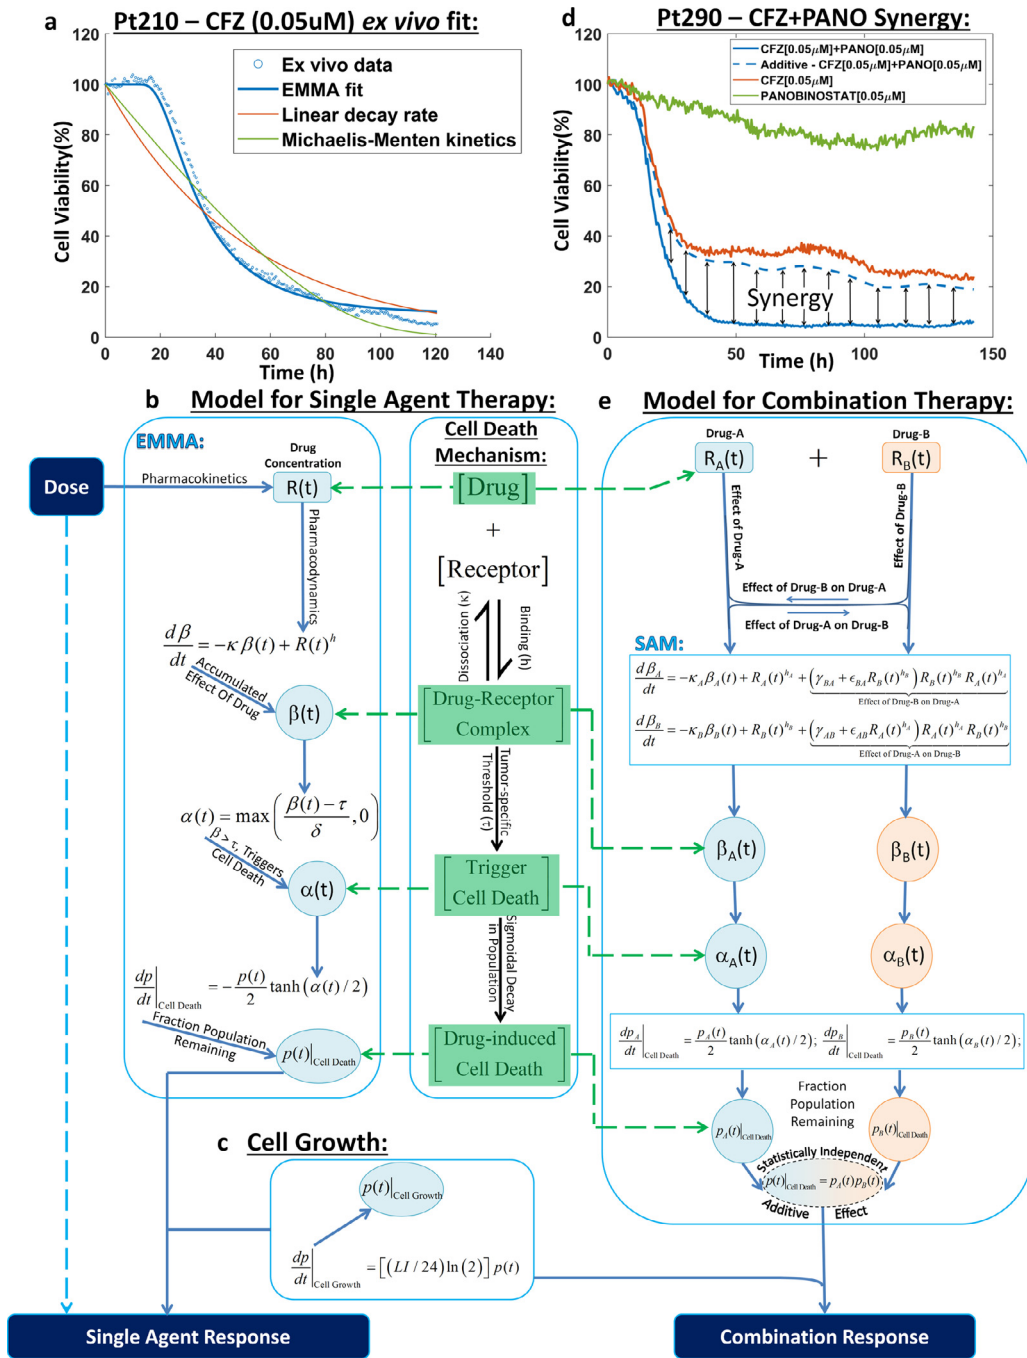 a Pt210 – CFZ (0.05uM) ex vivo fit:
100
80
60
40
20
0
Cell Viability(%)
0 20 40 60 80 100 120 140
Time (h)
Ex vivo data
EMMA fit
Linear decay rate
Michaelis-Menten kinetics
d Pt290 – CFZ+PANO Synergy:
120
100
80
60
40
20
0
Cell Viability(%)
0 50 100 150
Time (h)
CFZ[0.05μM]+PANO[0.05μM]
Additive - CFZ[0.05μM]+PANO[0.05μM]
CFZ[0.05μM]
PANOBINOSTAT[0.05μM]
Synergy
b Model for Single Agent Therapy:
EMMA:
Dose
Pharmacokinetics
Drug
Concentration
R(t)
Pharmacodynamics
dβ/dt = −κ β(t) + R(t)^h
Accumulated
Effect Of Drug
β(t)
α(t) = max((β(t) − τ)/δ, 0)
β > τ, Triggers
Cell Death
α(t)
dp/dt|Cell Death = −p(t)/2 tanh(α(t)/2)
Fraction Population
Remaining
p(t)|Cell Death
Cell Death
Mechanism:
[Drug]
+
[Receptor]
Dissociation (κ)
Binding (h)
[Drug-Receptor
Complex]
Tumor-specific
Threshold (τ)
[Trigger
Cell Death]
Sigmoidal Decay
in Population
[Drug-induced
Cell Death]
c Cell Growth:
p(t)|Cell Growth
dp/dt|Cell Growth = [(LI / 24) ln(2)] p(t)
Single Agent Response
e Model for Combination Therapy:
Drug-A
R_A(t)
+
Drug-B
R_B(t)
Effect of
Drug-A
Effect of Drug-B
Effect of Drug-B on Drug-A
Effect of Drug-A on Drug-B
SAM:
dβ_A/dt = −κ_A β_A(t) + R_A(t)^h_A + (γ_BA + ϵ_BA R_B(t)^h_B) R_B(t)^h_B R_A(t)^h_A
Effect of Drug-B on Drug-A
dβ_B/dt = −κ_B β_B(t) + R_B(t)^h_B + (γ_AB + ϵ_AB R_A(t)^h_A) R_A(t)^h_A R_B(t)^h_B
Effect of Drug-A on Drug-B
β_A(t)
β_B(t)
α_A(t)
α_B(t)
dp_A/dt|Cell Death = p_A(t)/2 tanh(α_A(t)/2); dp_B/dt|Cell Death = p_B(t)/2 tanh(α_B(t)/2);
Fraction
Population
Remaining
p_A(t)|Cell Death
p_B(t)|Cell Death
Statistically Independent
p(t)|Cell Death = p_A(t)p_B(t)
Additive Effect
Combination Response